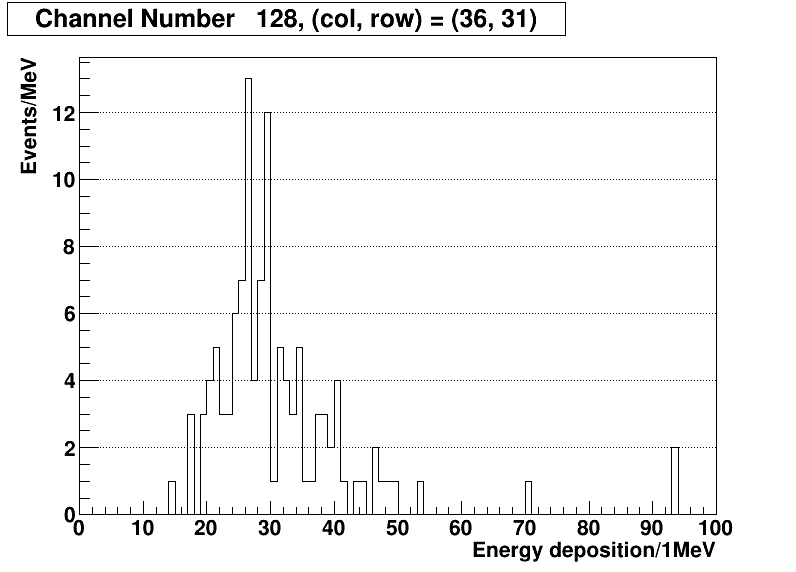 Channel Number 128, (col, row) = (36, 31)
Events/MeV
12
10
8
6
4
2
0
0 10 20 30 40 50 60 70 80 90 100
Energy deposition/1MeV